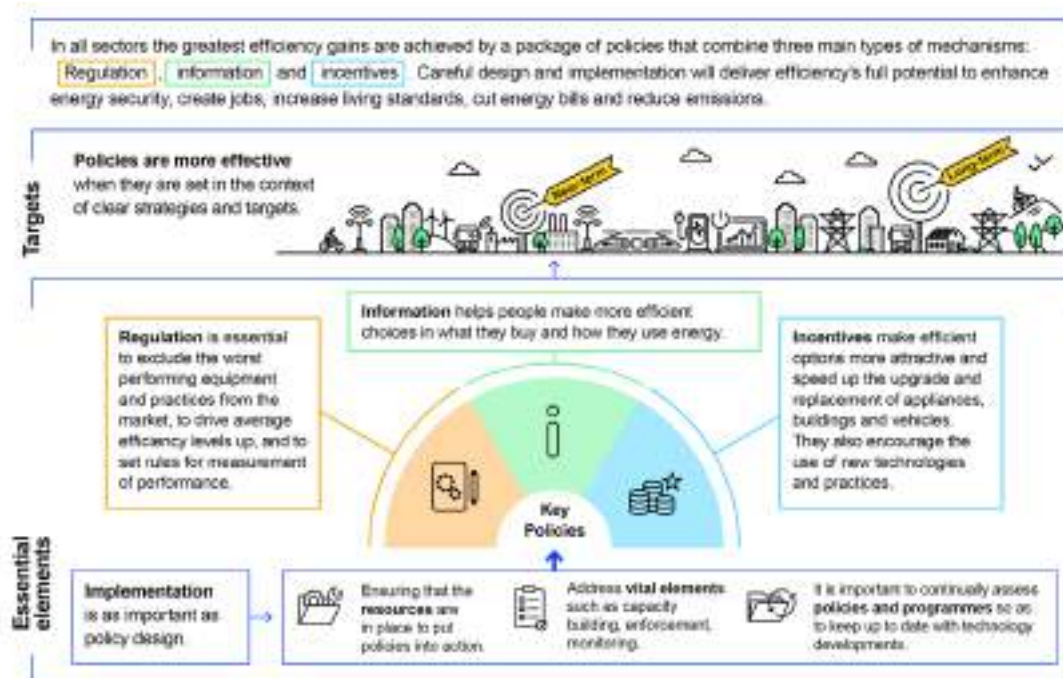 In all sectors the greatest efficiency gains are achieved by a package of policies that combine three main types of mechanisms:
Regulation, information and incentives. Careful design and implementation will deliver efficiency's full potential to enhance
energy security, create jobs, increase living standards, cut energy bills and reduce emissions.
Targets
Policies are more effective
when they are set in the context
of clear strategies and targets.
Near-term
Long-term
Essential
elements
Information helps people make more efficient
choices in what they buy and how they use energy.
Regulation is essential
to exclude the worst
performing equipment
and practices from the
market, to drive average
efficiency levels up, and to
set rules for measurement
of performance.
Incentives make efficient
options more attractive and
speed up the upgrade and
replacement of appliances,
buildings and vehicles.
They also encourage the
use of new technologies
and practices.
Key
Policies
Implementation
is as important as
policy design.
Ensuring that the
resources are
in place to put
policies into action.
Address vital elements
such as capacity
building, enforcement,
monitoring.
It is important to continually assess
policies and programmes so as
to keep up to date with technology
developments.